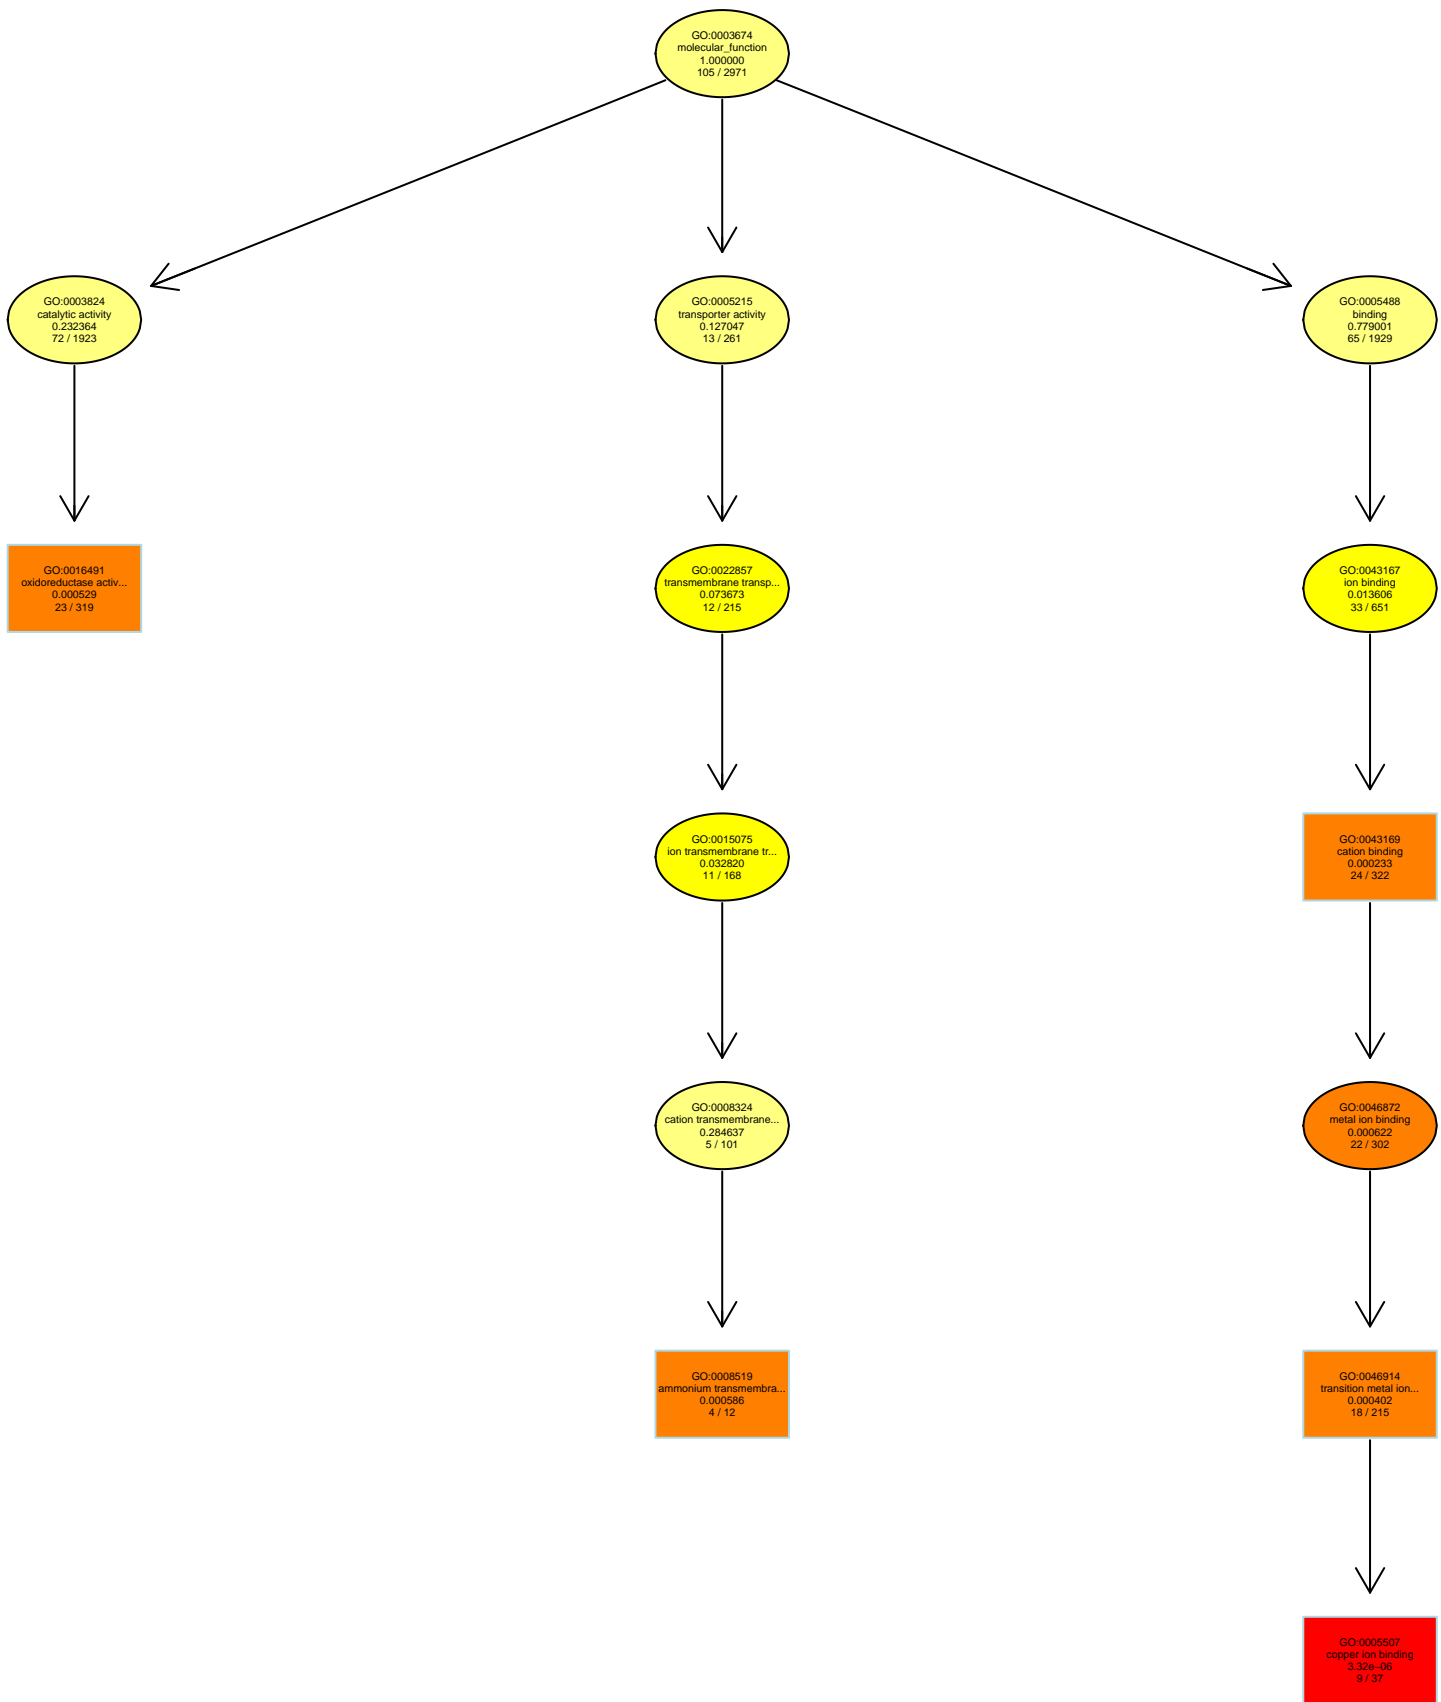 GO:0003674
molecular_function
1.000000
105 / 2971
GO:0003824
catalytic activity
0.232364
72 / 1923
GO:0005215
transporter activity
0.127047
13 / 261
GO:0005488
binding
0.779001
65 / 1929
GO:0016491
oxidoreductase activ...
0.000529
23 / 319
GO:0022857
transmembrane transp...
0.073673
12 / 215
GO:0043167
ion binding
0.013606
33 / 651
GO:0015075
ion transmembrane tr...
0.032820
11 / 168
GO:0043169
cation binding
0.000233
24 / 322
GO:0008324
cation transmembrane...
0.284637
5 / 101
GO:0046872
metal ion binding
0.000622
22 / 302
GO:0008519
ammonium transmembra...
0.000586
4 / 12
GO:0046914
transition metal ion...
0.000402
18 / 215
GO:0005507
copper ion binding
3.32e−06
9 / 37